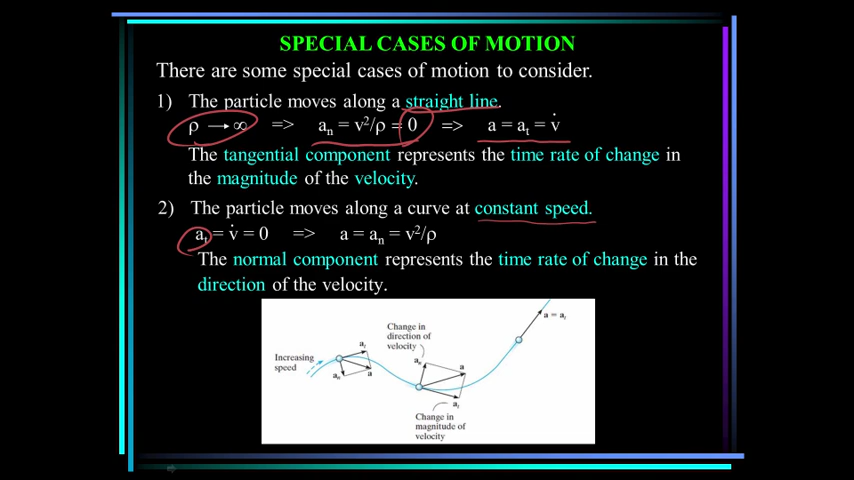 SPECIAL CASES OF MOTION
There are some special cases of motion to consider.
1) The particle moves along a straight line.
ρ → ∞ => aₙ = v²/ρ = 0 => a = aₜ = v̇
The tangential component represents the time rate of change in
the magnitude of the velocity.
2) The particle moves along a curve at constant speed.
aₜ = v̇ = 0 => a = aₙ = v²/ρ
The normal component represents the time rate of change in the
direction of the velocity.
Increasing
speed
aₜ
aₙ
a
Change in
direction of
velocity
aₙ
a
aₜ
Change in
magnitude of
velocity
a = aₜ